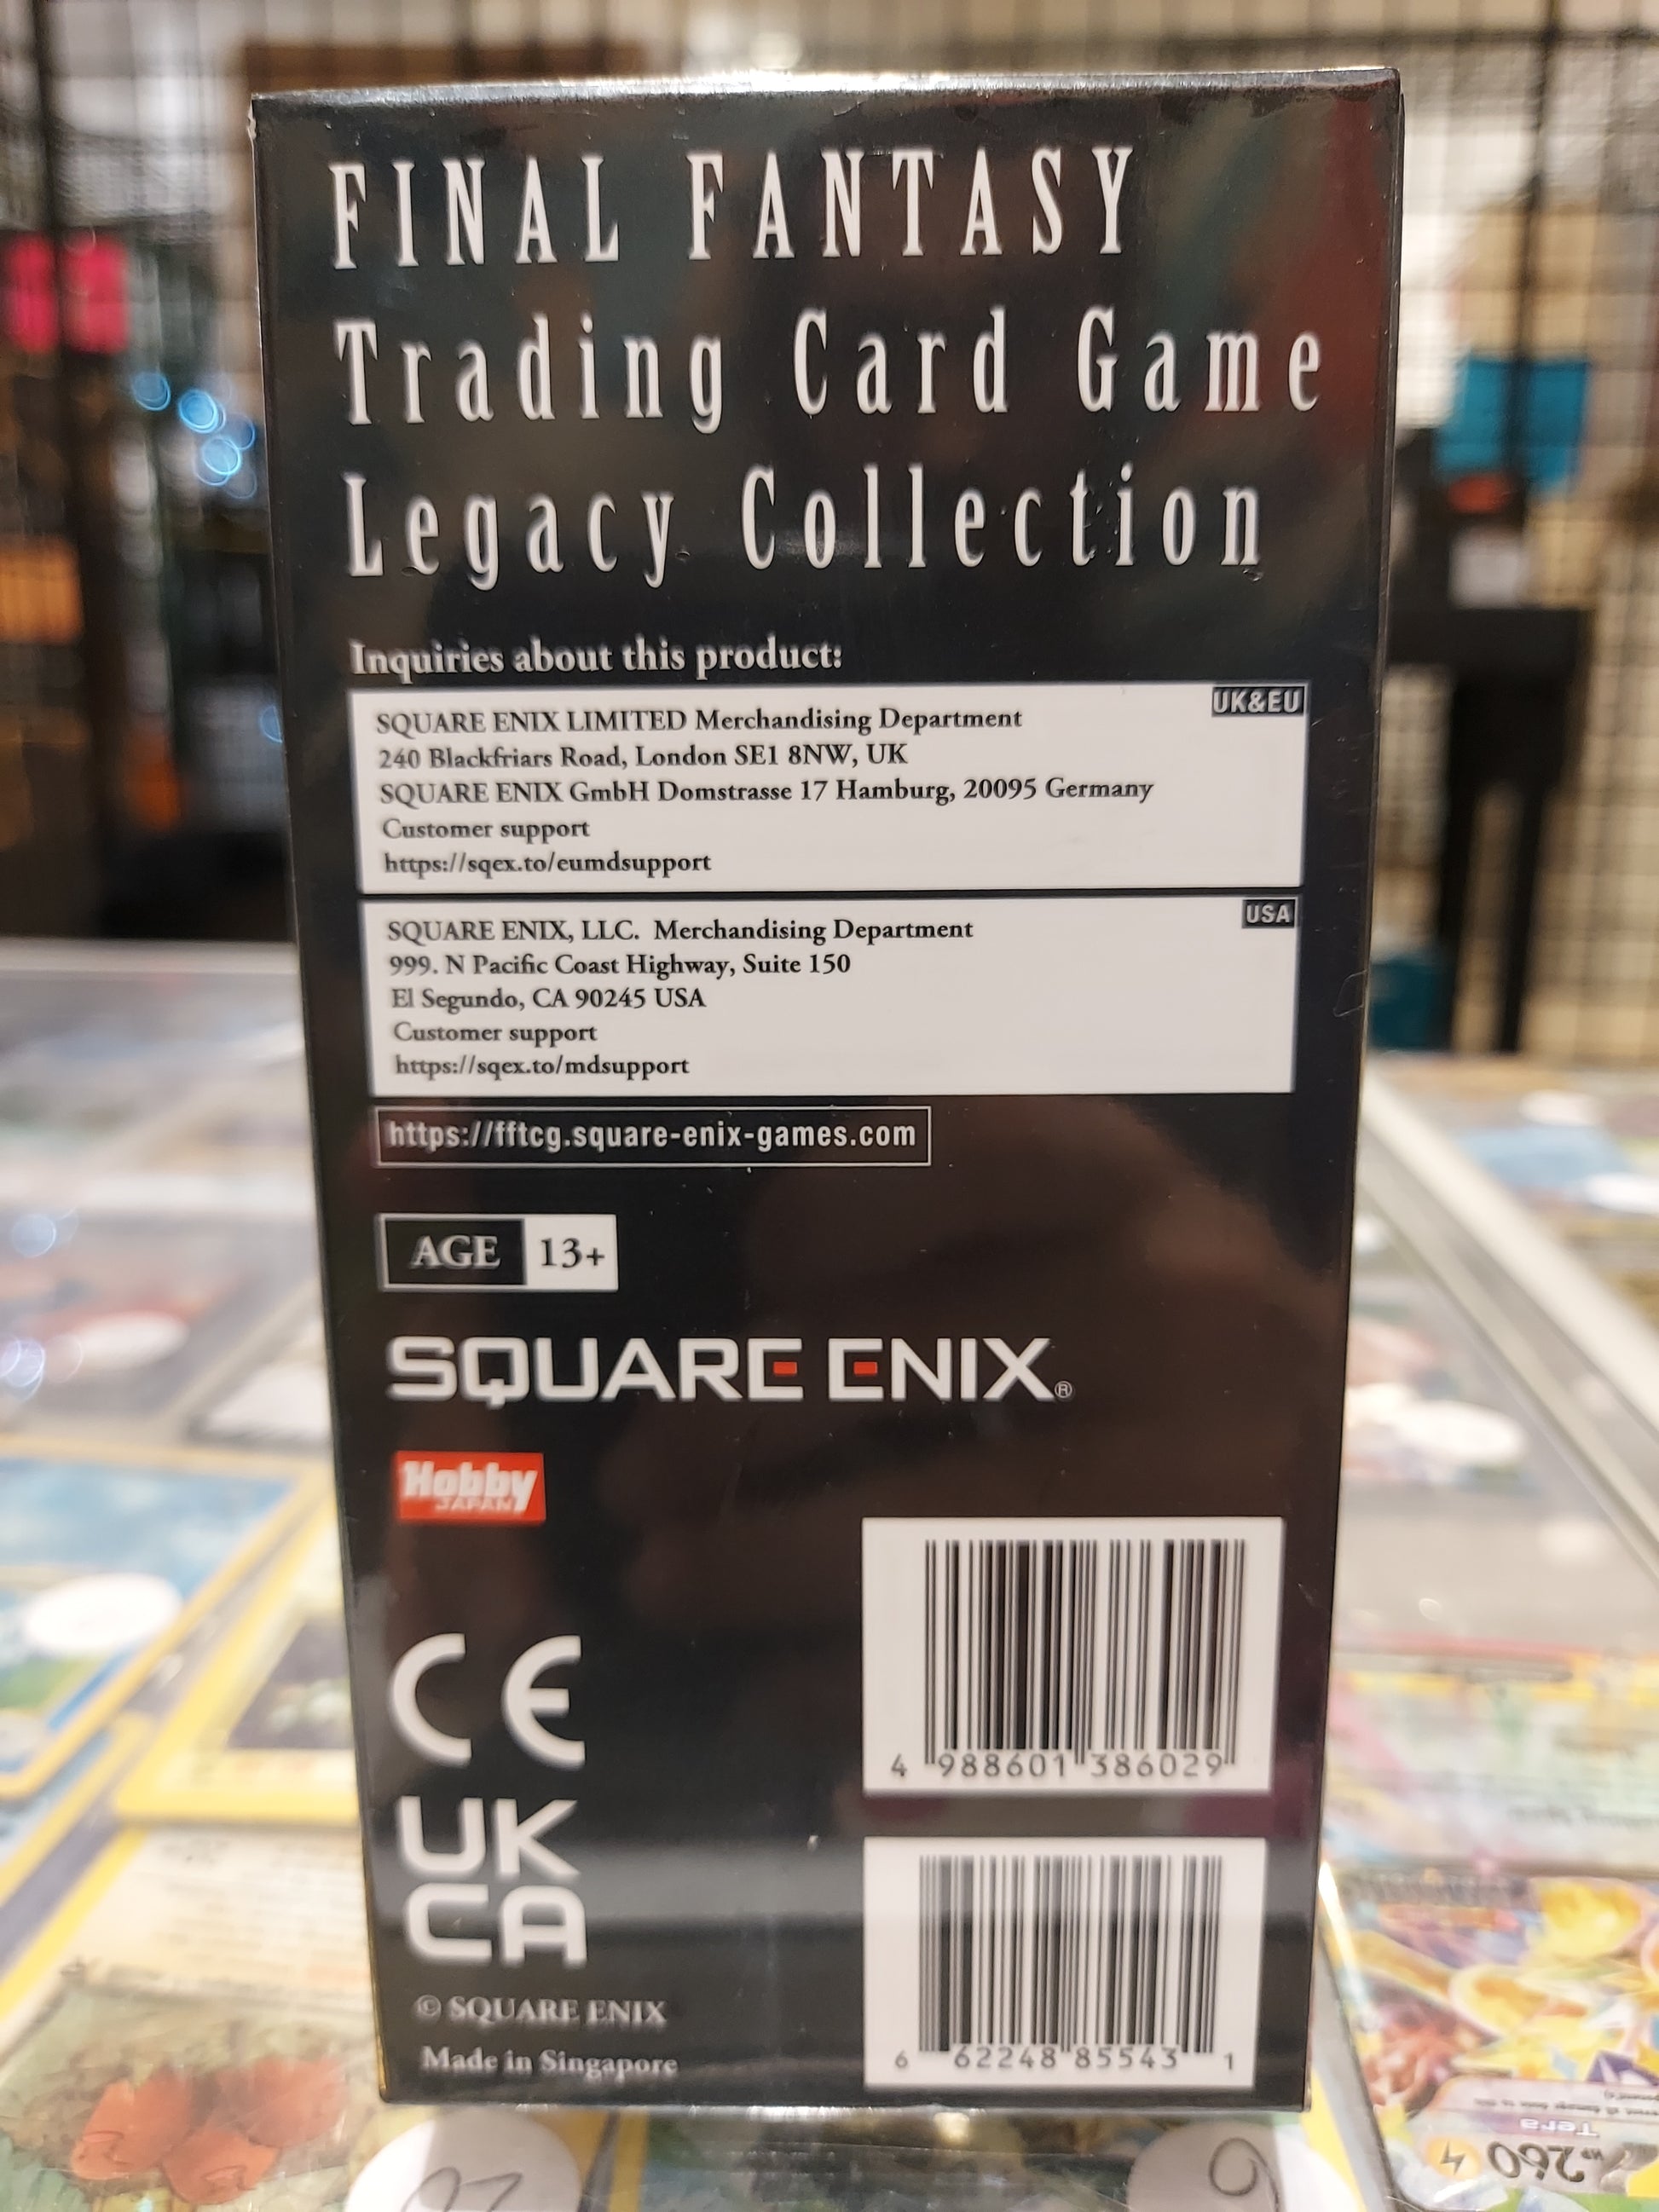 FINAL FANTASY
Trading Card Game
Legacy Collection
Inquiries about this product:
UK&EU
SQUARE ENIX LIMITED Merchandising Department
240 Blackfriars Road, London SE1 8NW, UK
SQUARE ENIX GmbH Domstrasse 17 Hamburg, 20095 Germany
Customer support
https://sqex.to/eumdsupport
USA
SQUARE ENIX, LLC. Merchandising Department
999. N Pacific Coast Highway, Suite 150
El Segundo, CA 90245 USA
Customer support
https://sqex.to/mdsupport
https://fftcg.square-enix-games.com
AGE 13+
SQUARE ENIX®
Hobby
JAPAN
CE
4 988601 386029
UK
CA
© SQUARE ENIX
Made in Singapore
6 62248 85543 1
Tera
260